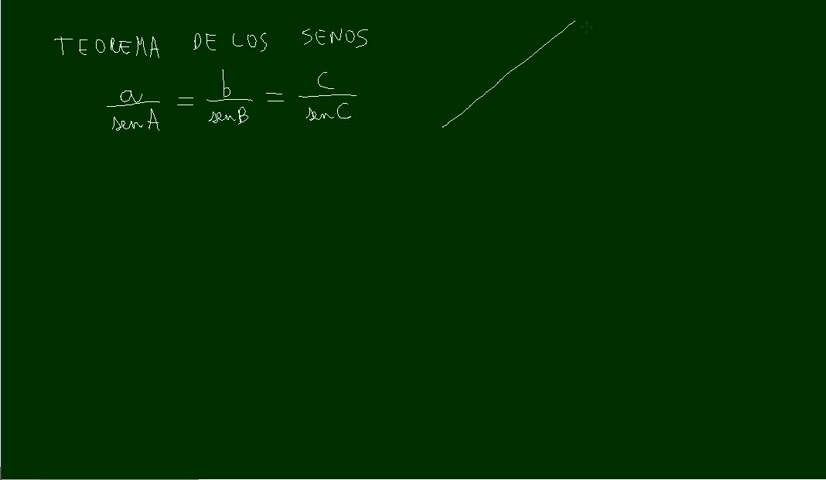 TEOREMA DE LOS SENOS
a/senA = b/senB = c/senC